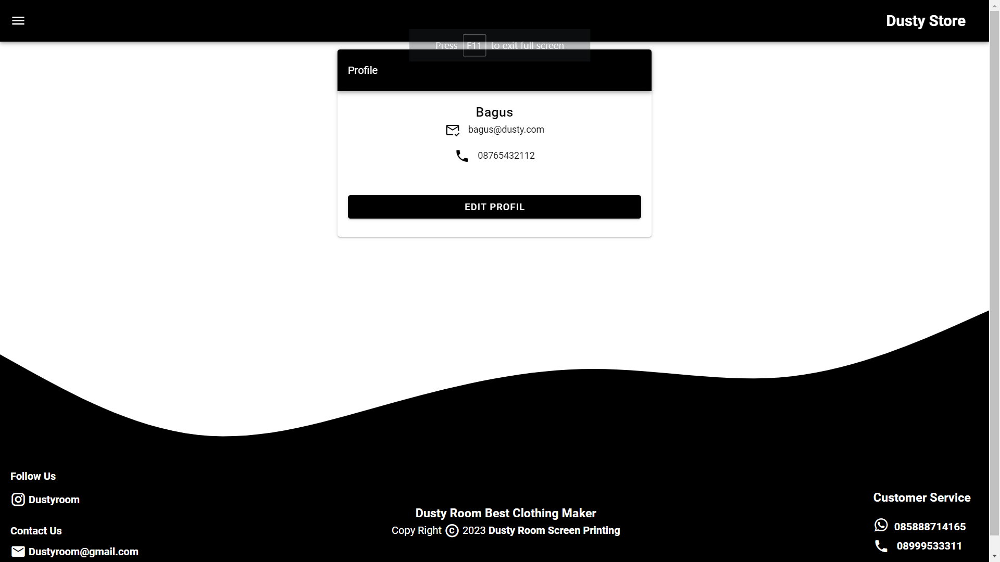 Dusty Store
Press F11 to exit full screen
Profile
Bagus
bagus@dusty.com
08765432112
EDIT PROFIL
Follow Us
Dustyroom
Contact Us
Dustyroom@gmail.com
Dusty Room Best Clothing Maker
Copy Right © 2023 Dusty Room Screen Printing
Customer Service
085888714165
08999533311